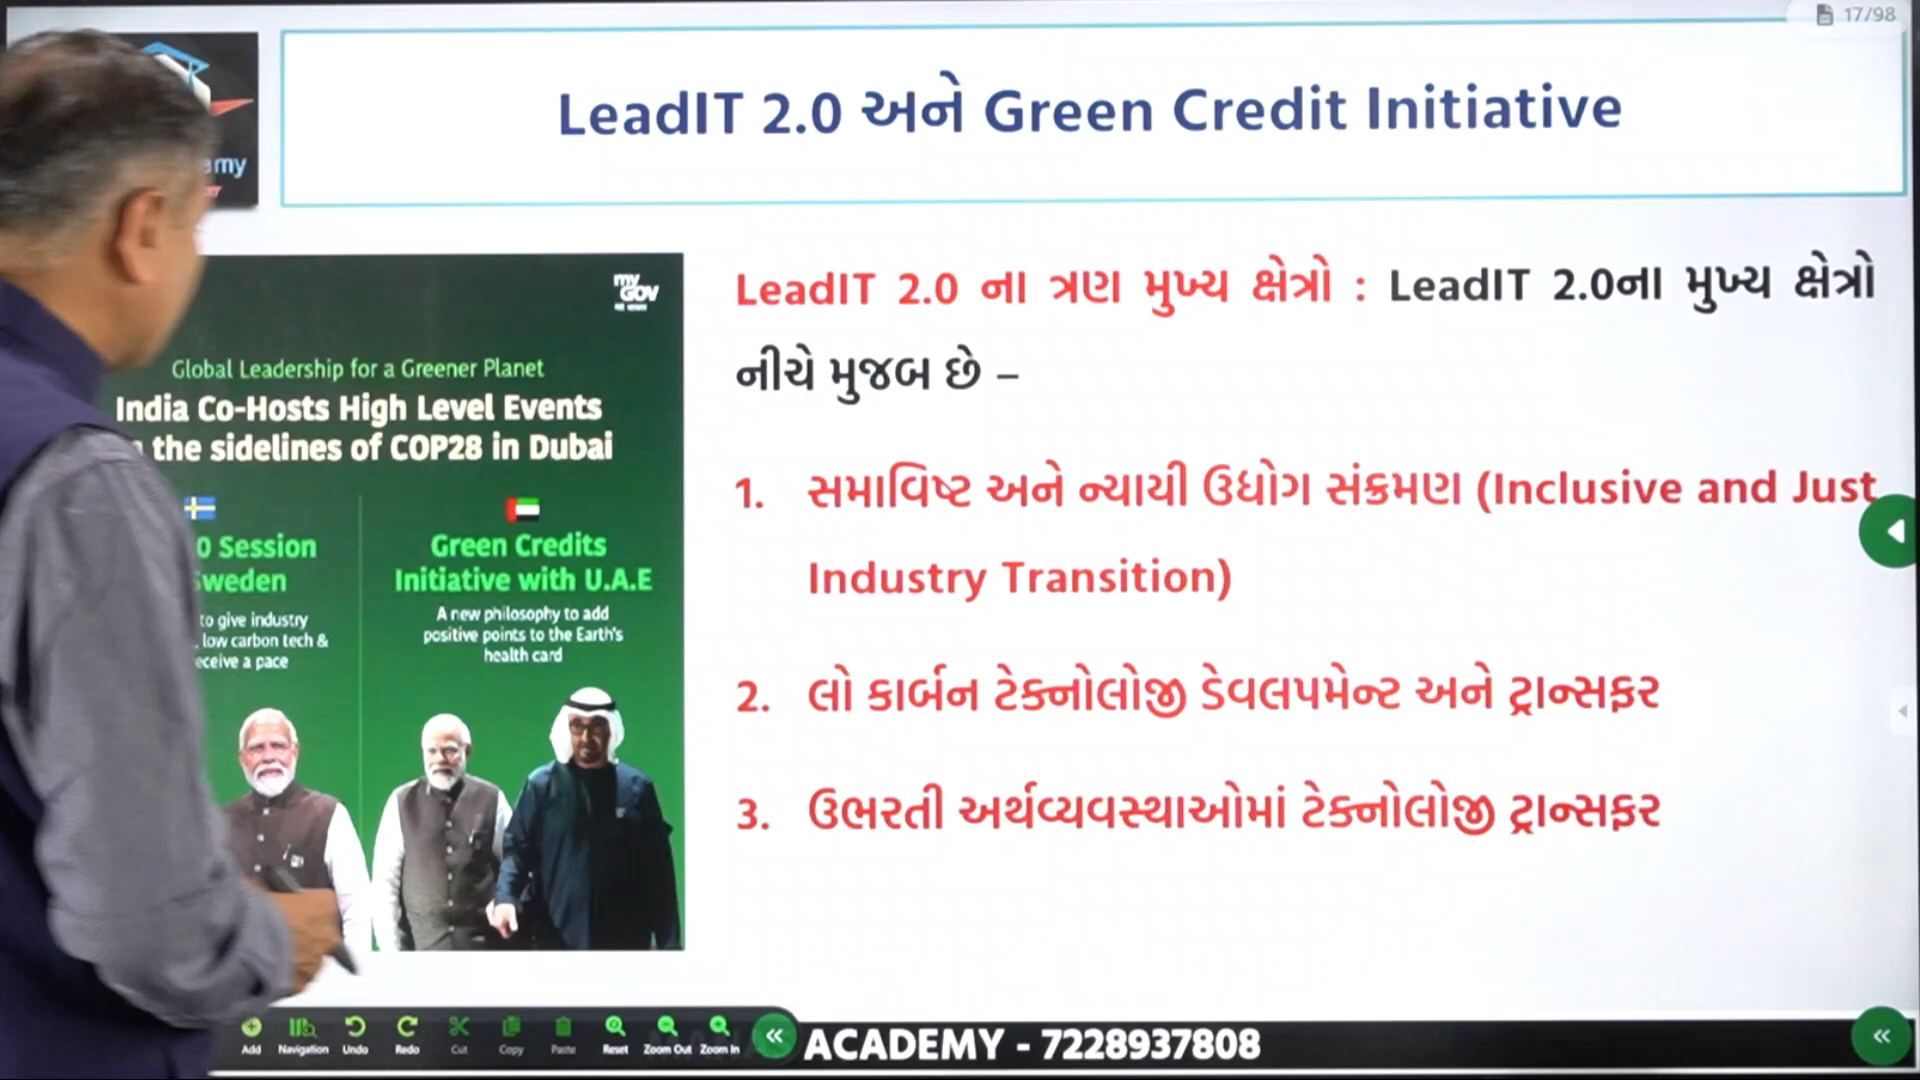 17/98
LeadIT 2.0 અને Green Credit Initiative
my
my
GOV
LeadIT 2.0 ના ત્રણ મુખ્ય ક્ષેત્રો : LeadIT 2.0ના મુખ્ય ક્ષેત્રો
નીચે મુજબ છે –
1. સમાવિષ્ટ અને ન્યાયી ઉધોગ સંક્રમણ (Inclusive and Just
Industry Transition)
2. લો કાર્બન ટેક્નોલોજી ડેવલપમેન્ટ અને ટ્રાન્સફર
3. ઉભરતી અર્થવ્યવસ્થાઓમાં ટેક્નોલોજી ટ્રાન્સફર
Global Leadership for a Greener Planet
India Co-Hosts High Level Events
the sidelines of COP28 in Dubai
0 Session
Sweden
to give industry
low carbon tech &
eceive a pace
Green Credits
Initiative with U.A.E
A new philosophy to add
positive points to the Earth's
health card
Add Navigation Undo Redo Cut Copy Paste Reset Zoom Out Zoom In
ACADEMY - 7228937808